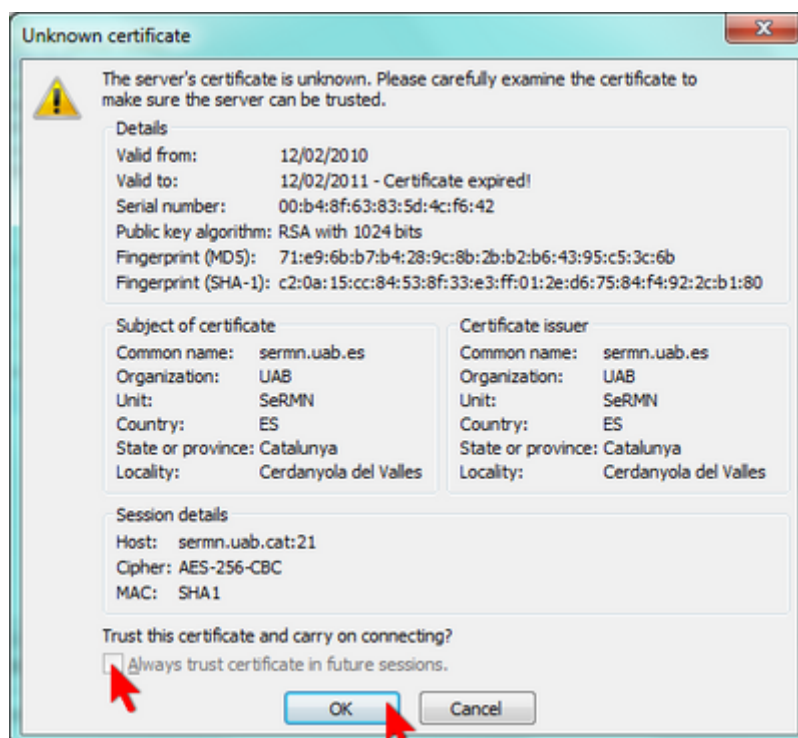 Unknown certificate
The server's certificate is unknown. Please carefully examine the certificate to
make sure the server can be trusted.
Details
Valid from: 12/02/2010
Valid to: 12/02/2011 - Certificate expired!
Serial number: 00:b4:8f:63:83:5d:4c:f6:42
Public key algorithm: RSA with 1024 bits
Fingerprint (MD5): 71:e9:6b:b7:b4:28:9c:8b:2b:b2:b6:43:95:c5:3c:6b
Fingerprint (SHA-1): c2:0a:15:cc:84:53:8f:33:e3:ff:01:2e:d6:75:84:f4:92:2c:b1:80
Subject of certificate
Common name: sermn.uab.es
Organization: UAB
Unit: SeRMN
Country: ES
State or province: Catalunya
Locality: Cerdanyola del Valles
Certificate issuer
Common name: sermn.uab.es
Organization: UAB
Unit: SeRMN
Country: ES
State or province: Catalunya
Locality: Cerdanyola del Valles
Session details
Host: sermn.uab.cat:21
Cipher: AES-256-CBC
MAC: SHA1
Trust this certificate and carry on connecting?
Always trust certificate in future sessions.
OK
Cancel